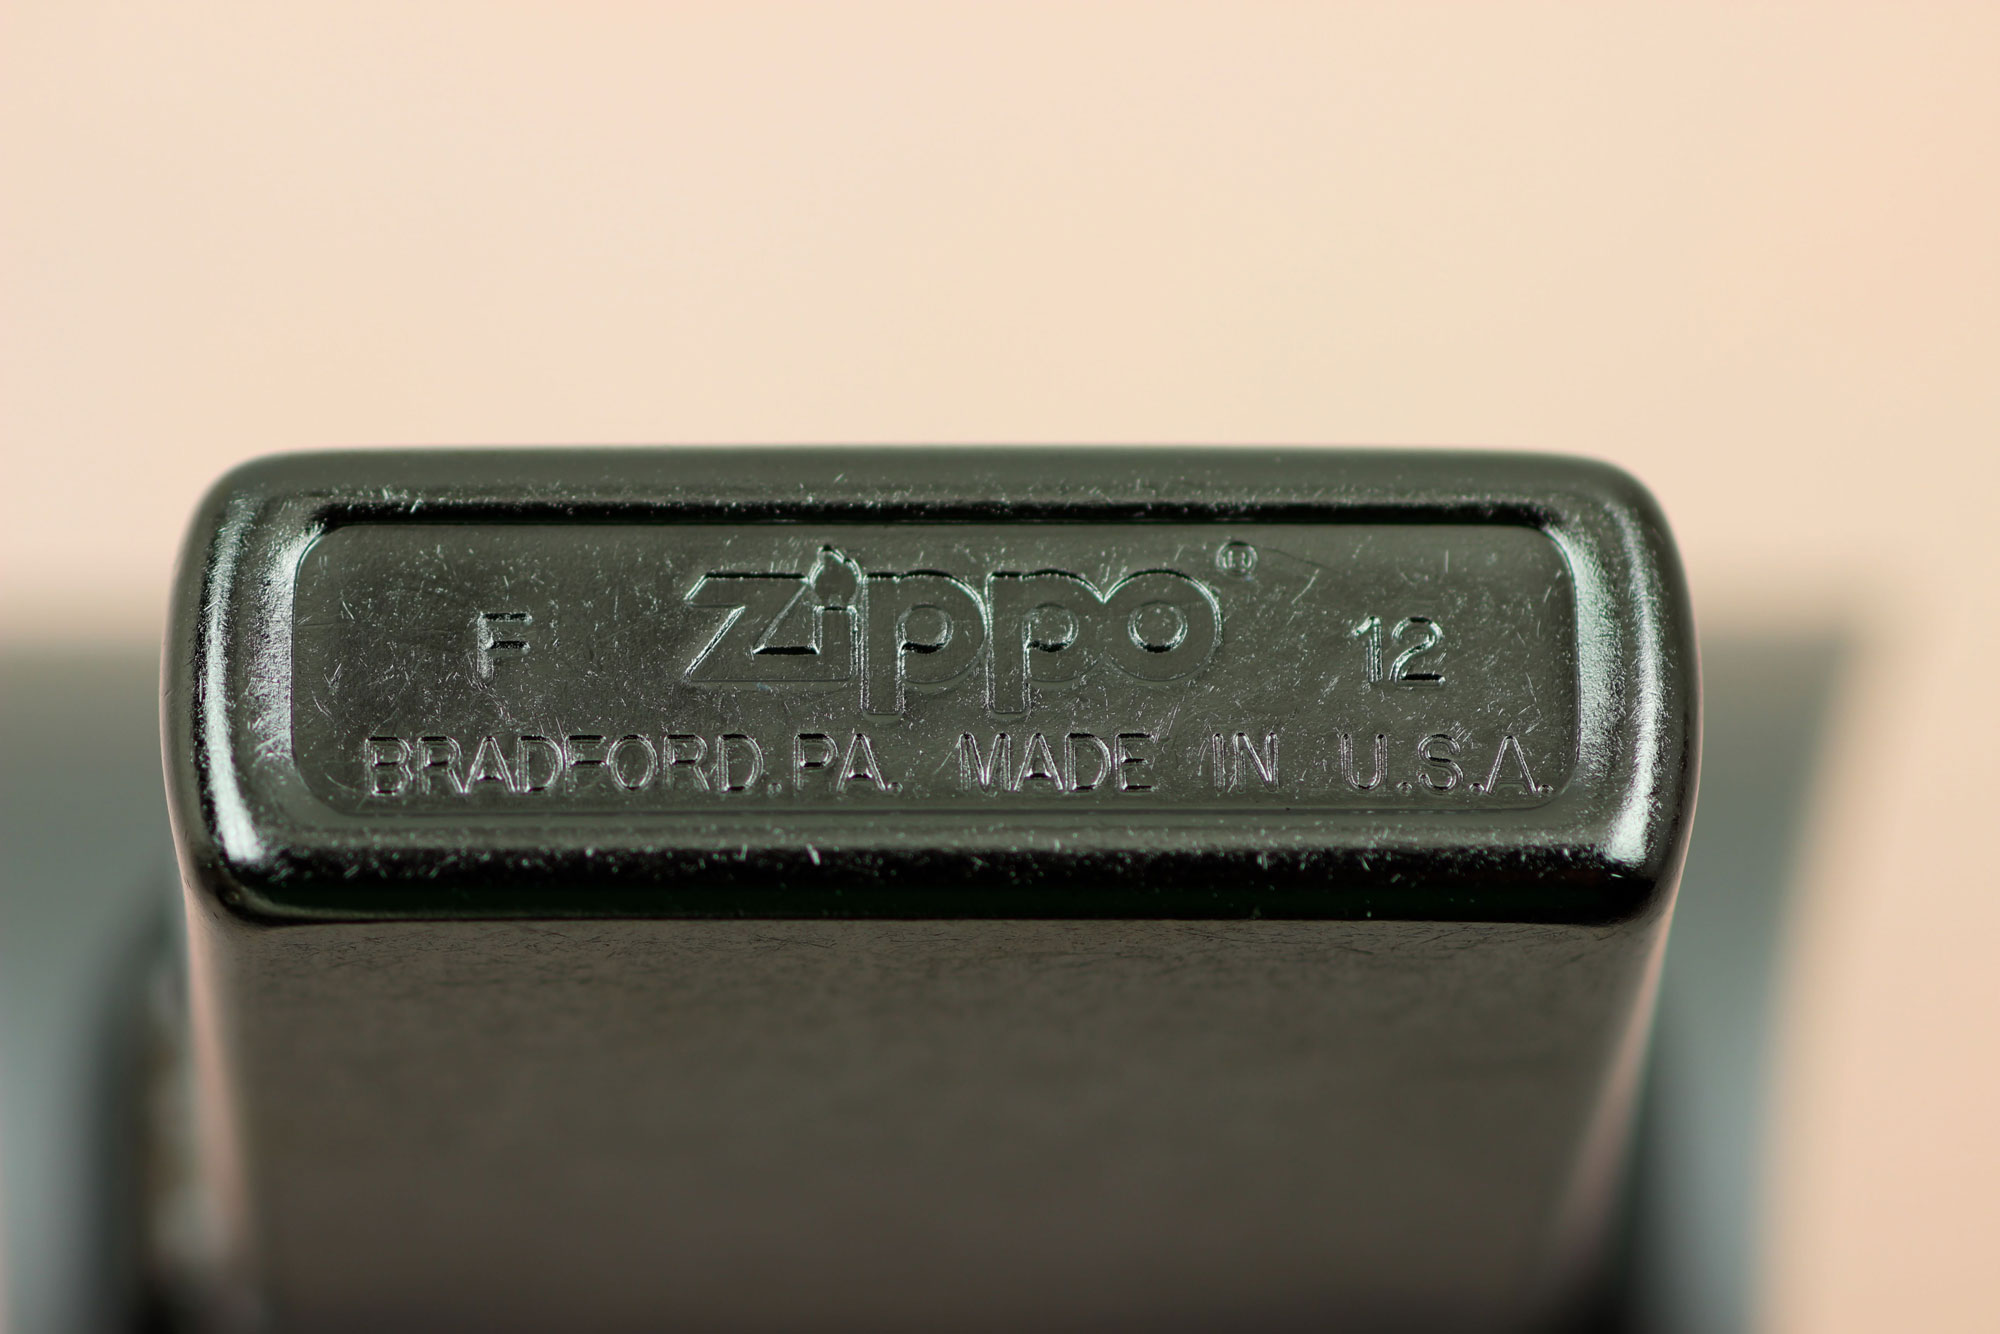 F Zippo® 12
BRADFORD.PA. MADE IN U.S.A.